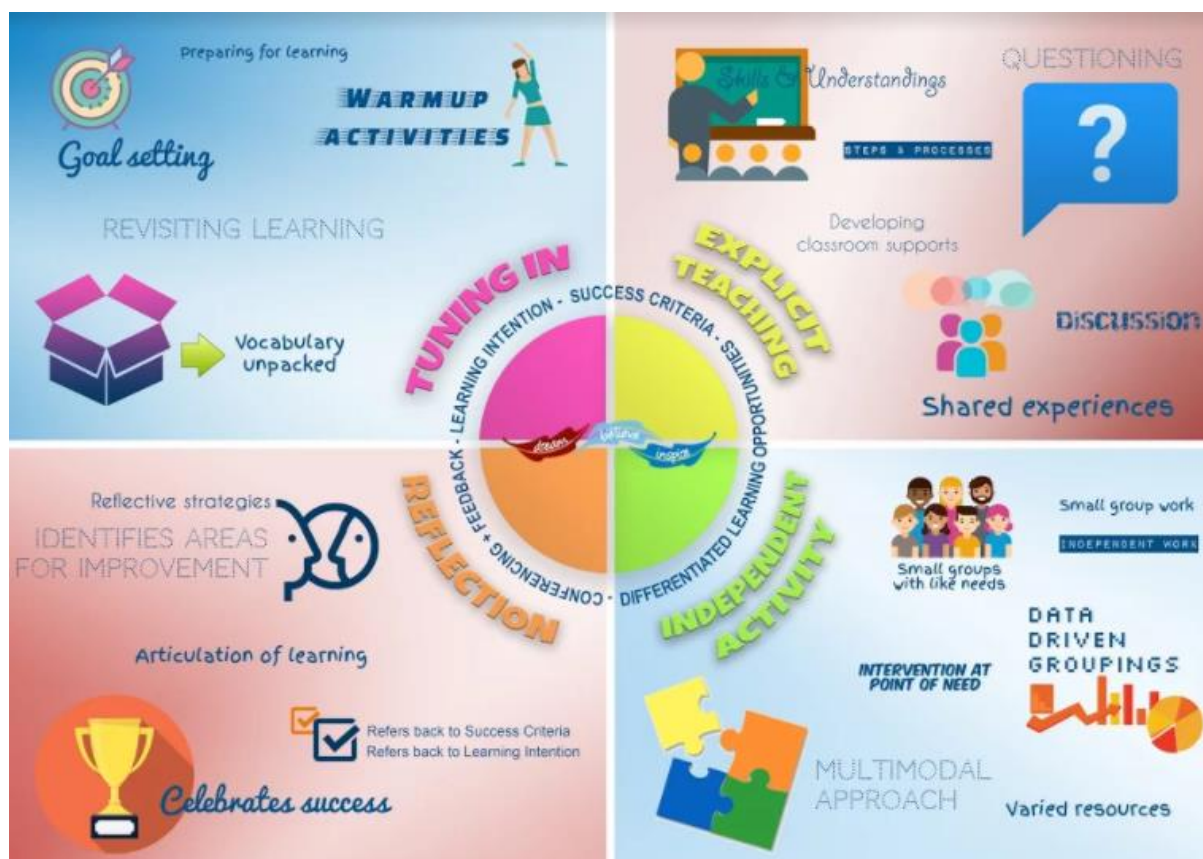 Preparing for learning
WARMUP
ACTIVITIES
Goal setting
REVISITING LEARNING
Vocabulary
unpacked
TUNING IN
Skills & Understandings
QUESTIONING
?
STEPS & PROCESSES
Developing
classroom supports
DISCUSSION
Shared experiences
EXPLICIT
TEACHING
LEARNING INTENTION - SUCCESS CRITERIA - DIFFERENTIATED LEARNING OPPORTUNITIES - CONFERENCING + FEEDBACK -
dream
believe
inspire
Reflective strategies
IDENTIFIES AREAS
FOR IMPROVEMENT
REFLECTION
Articulation of learning
Refers back to Success Criteria
Refers back to Learning Intention
Celebrates success
INDEPENDENT
ACTIVITY
Small group work
INDEPENDENT WORK
Small groups
with like needs
DATA
DRIVEN
GROUPINGS
INTERVENTION AT
POINT OF NEED
MULTIMODAL
APPROACH
Varied resources